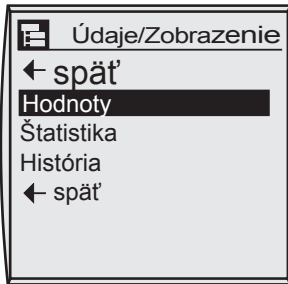 Údaje/Zobrazenie
← späť
Hodnoty
Štatistika
História
← späť